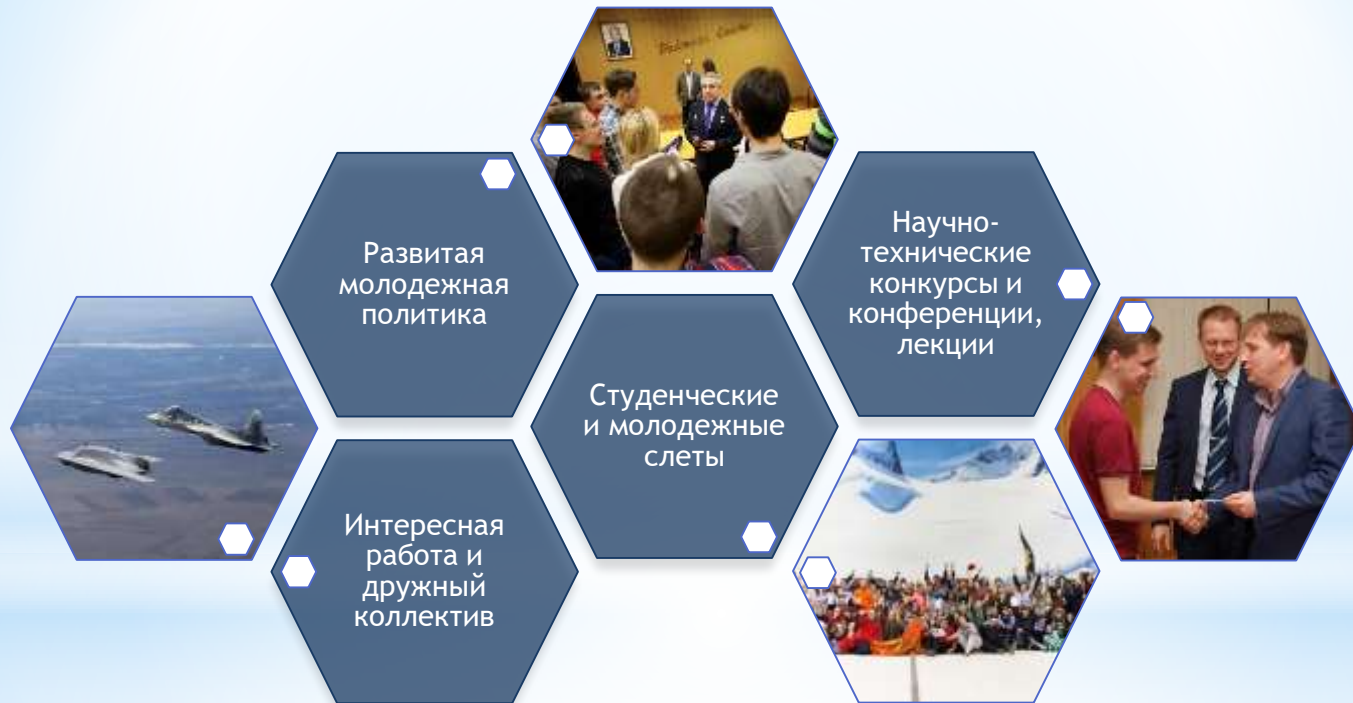 Развитая
молодежная
политика
Научно-
технические
конкурсы и
конференции,
лекции
Студенческие
и молодежные
слеты
Интересная
работа и
дружный
коллектив